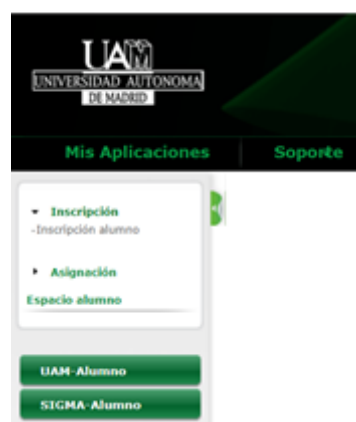 UAM
UNIVERSIDAD AUTONOMA
DE MADRID
Mis Aplicaciones Soporte
Inscripción
-Inscripción alumno
Asignación
Espacio alumno
UAM-Alumno
SIGMA-Alumno